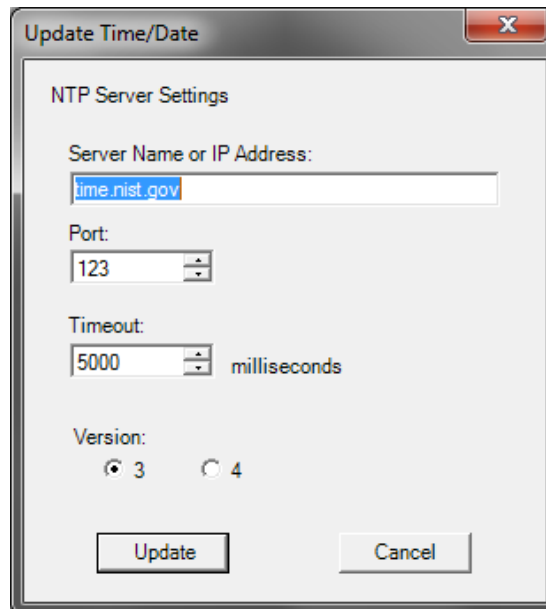 Update Time/Date
NTP Server Settings
Server Name or IP Address:
time.nist.gov
Port:
123
Timeout:
5000 milliseconds
Version:
3 4
Update Cancel